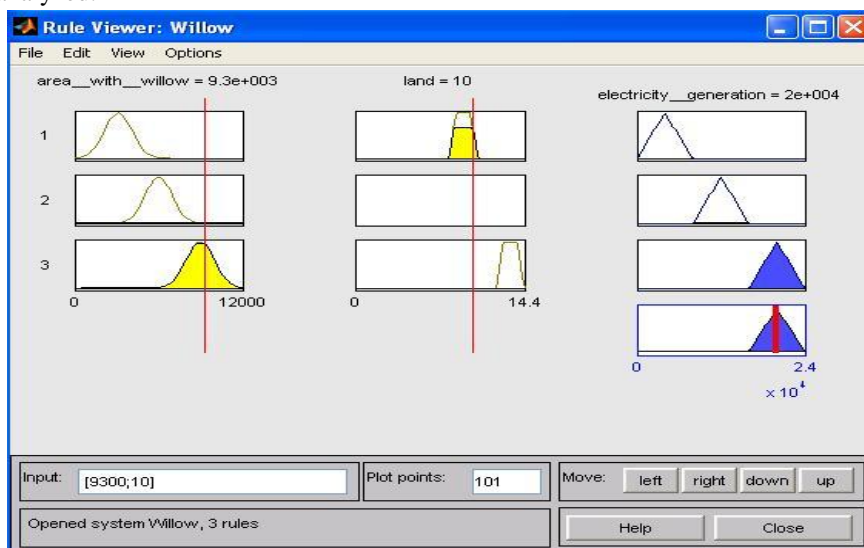 Rule Viewer: Willow
File Edit View Options
area__with__willow = 9.3e+003
land = 10
electricity__generation = 2e+004
1
2
3
0 12000
0 14.4
0 2.4
x 10
Input: [9300;10]
Plot points: 101
Move: left right down up
Opened system Willow, 3 rules
Help Close